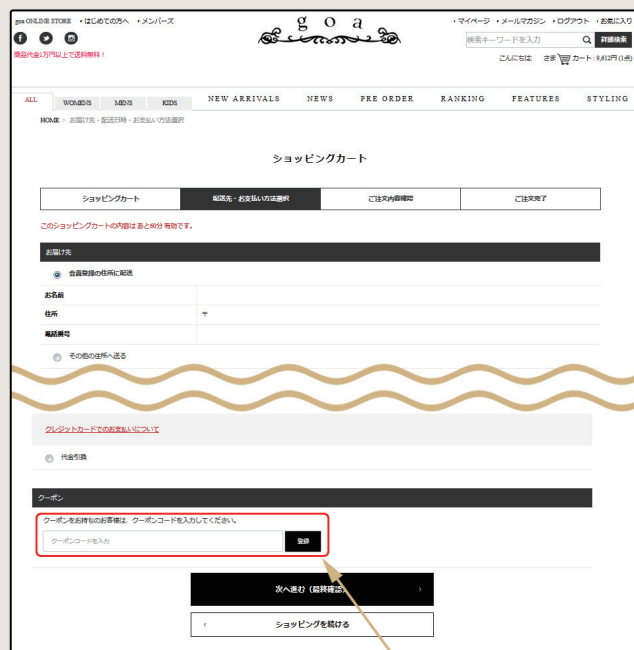 goa ONLINE STORE ・はじめての方へ ・メンバーズ
goa
・マイページ ・メールマガジン ・ログアウト ・お気に入り
検索キーワードを入力 詳細検索
商品代金1万円以上で送料無料！
こんにちは さま カート : 9,612円 (1点)
ALL WOMENS MENS KIDS NEW ARRIVALS NEWS PRE ORDER RANKING FEATURES STYLING
HOME > お届け先・配送日時・お支払い方法選択
ショッピングカート
ショッピングカート 配送先・お支払い方法選択 ご注文内容確認 ご注文完了
このショッピングカートの内容は あと60分 有効です。
お届け先
会員登録の住所に配送
お名前
住所 〒
電話番号
その他の住所へ送る
クレジットカードでのお支払いについて
代金引換
クーポン
クーポンをお持ちのお客様は、クーポンコードを入力してください。
クーポンコードを入力 登録
次へ進む（最終確認） ›
‹ ショッピングを続ける